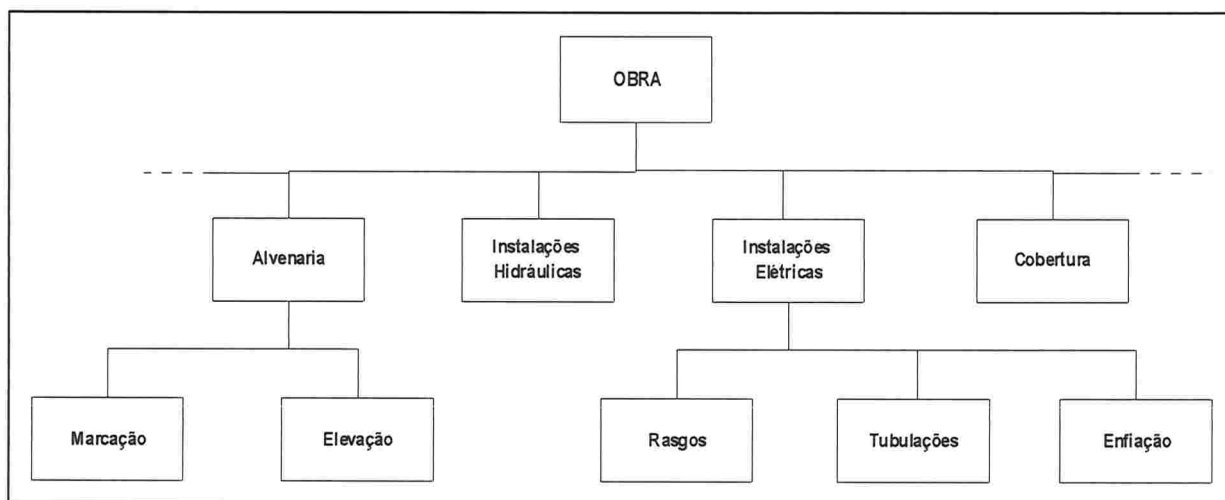 OBRA
Alvenaria
Instalações
Hidráulicas
Instalações
Elétricas
Cobertura
Marcação
Elevação
Rasgos
Tubulações
Enfiação